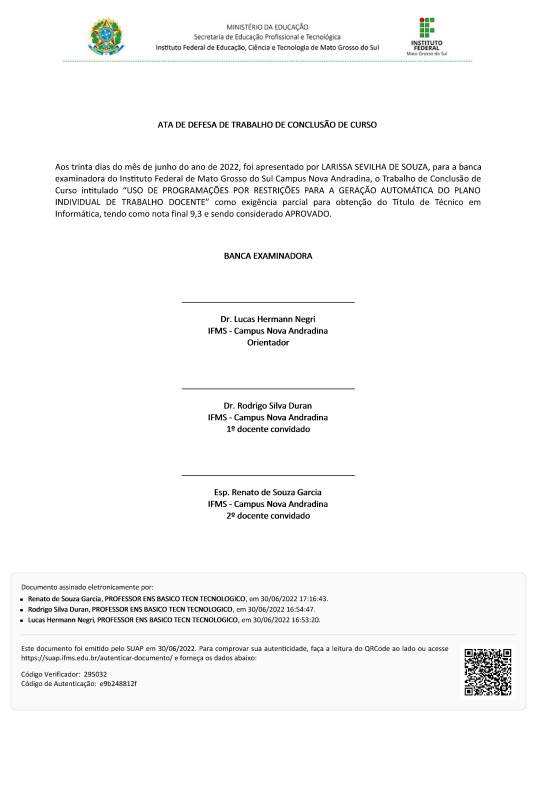 MINISTÉRIO DA EDUCAÇÃO
Secretaria de Educação Profissional e Tecnológica
Instituto Federal de Educação, Ciência e Tecnologia de Mato Grosso do Sul
INSTITUTO
FEDERAL
Mato Grosso do Sul
ATA DE DEFESA DE TRABALHO DE CONCLUSÃO DE CURSO
Aos trinta dias do mês de junho do ano de 2022, foi apresentado por LARISSA SEVILHA DE SOUZA, para a banca
examinadora do Instituto Federal de Mato Grosso do Sul Campus Nova Andradina, o Trabalho de Conclusão de
Curso intitulado “USO DE PROGRAMAÇÕES POR RESTRIÇÕES PARA A GERAÇÃO AUTOMÁTICA DO PLANO
INDIVIDUAL DE TRABALHO DOCENTE” como exigência parcial para obtenção do Título de Técnico em
Informática, tendo como nota final 9,3 e sendo considerado APROVADO.
BANCA EXAMINADORA
Dr. Lucas Hermann Negri
IFMS - Campus Nova Andradina
Orientador
Dr. Rodrigo Silva Duran
IFMS - Campus Nova Andradina
1º docente convidado
Esp. Renato de Souza Garcia
IFMS - Campus Nova Andradina
2º docente convidado
Documento assinado eletronicamente por:
▪ Renato de Souza Garcia, PROFESSOR ENS BASICO TECN TECNOLOGICO, em 30/06/2022 17:16:43.
▪ Rodrigo Silva Duran, PROFESSOR ENS BASICO TECN TECNOLOGICO, em 30/06/2022 16:54:47.
▪ Lucas Hermann Negri, PROFESSOR ENS BASICO TECN TECNOLOGICO, em 30/06/2022 16:53:20.
Este documento foi emitido pelo SUAP em 30/06/2022. Para comprovar sua autenticidade, faça a leitura do QRCode ao lado ou acesse
https://suap.ifms.edu.br/autenticar-documento/ e forneça os dados abaixo:
Código Verificador: 295032
Código de Autenticação: e9b248812f